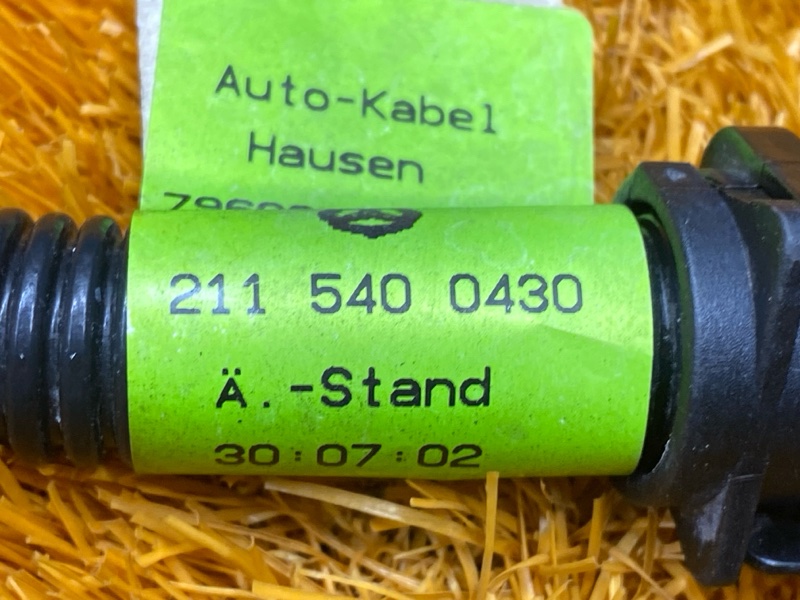 Auto-Kabel
Hausen
211 540 0430
Ä.-Stand
30:07:02